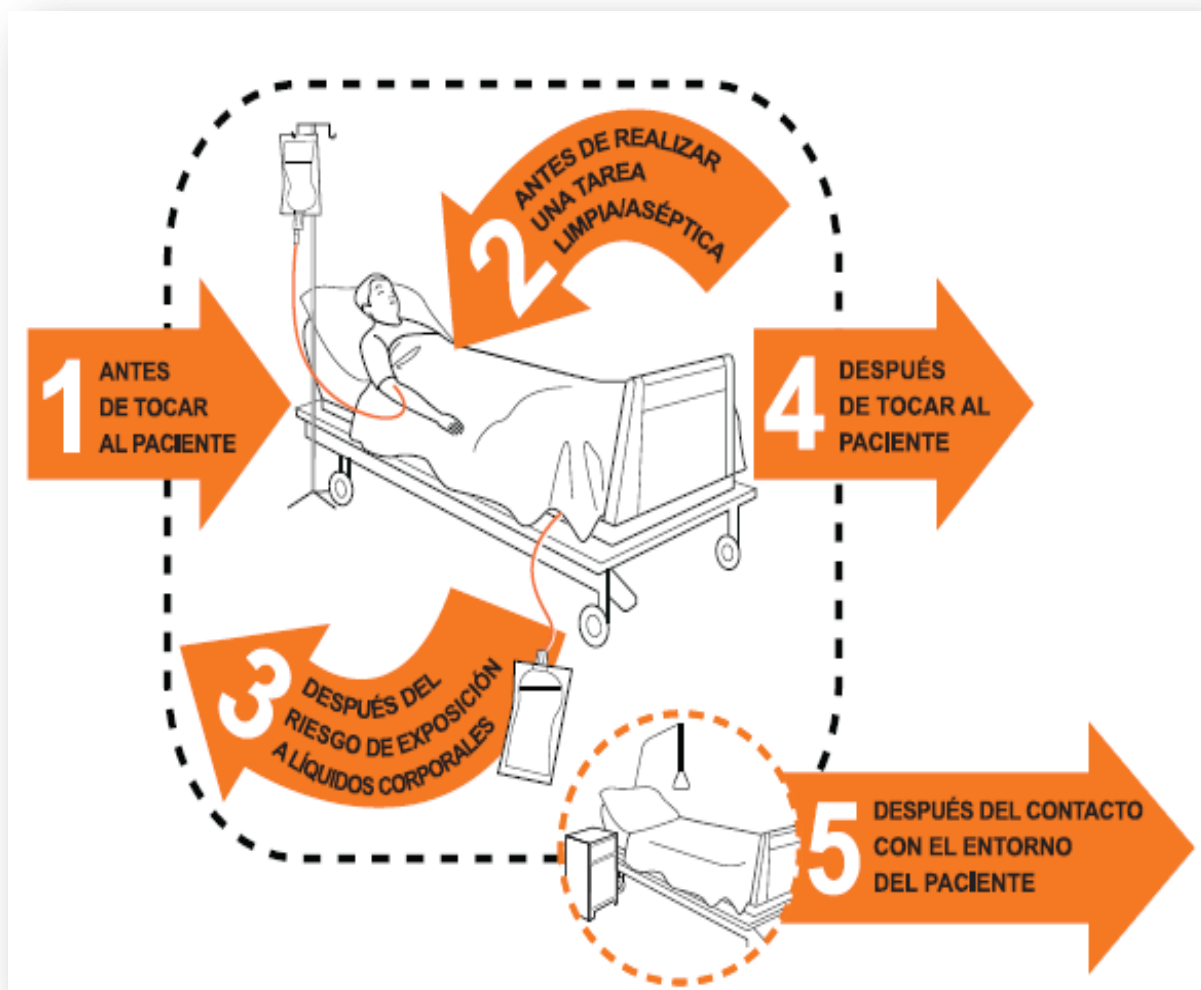 1
ANTES
DE TOCAR
AL PACIENTE
2
ANTES DE REALIZAR
UNA TAREA
LIMPIA/ASÉPTICA
3
DESPUÉS DEL
RIESGO DE EXPOSICIÓN
A LÍQUIDOS CORPORALES
4
DESPUÉS
DE TOCAR AL
PACIENTE
5
DESPUÉS DEL CONTACTO
CON EL ENTORNO
DEL PACIENTE